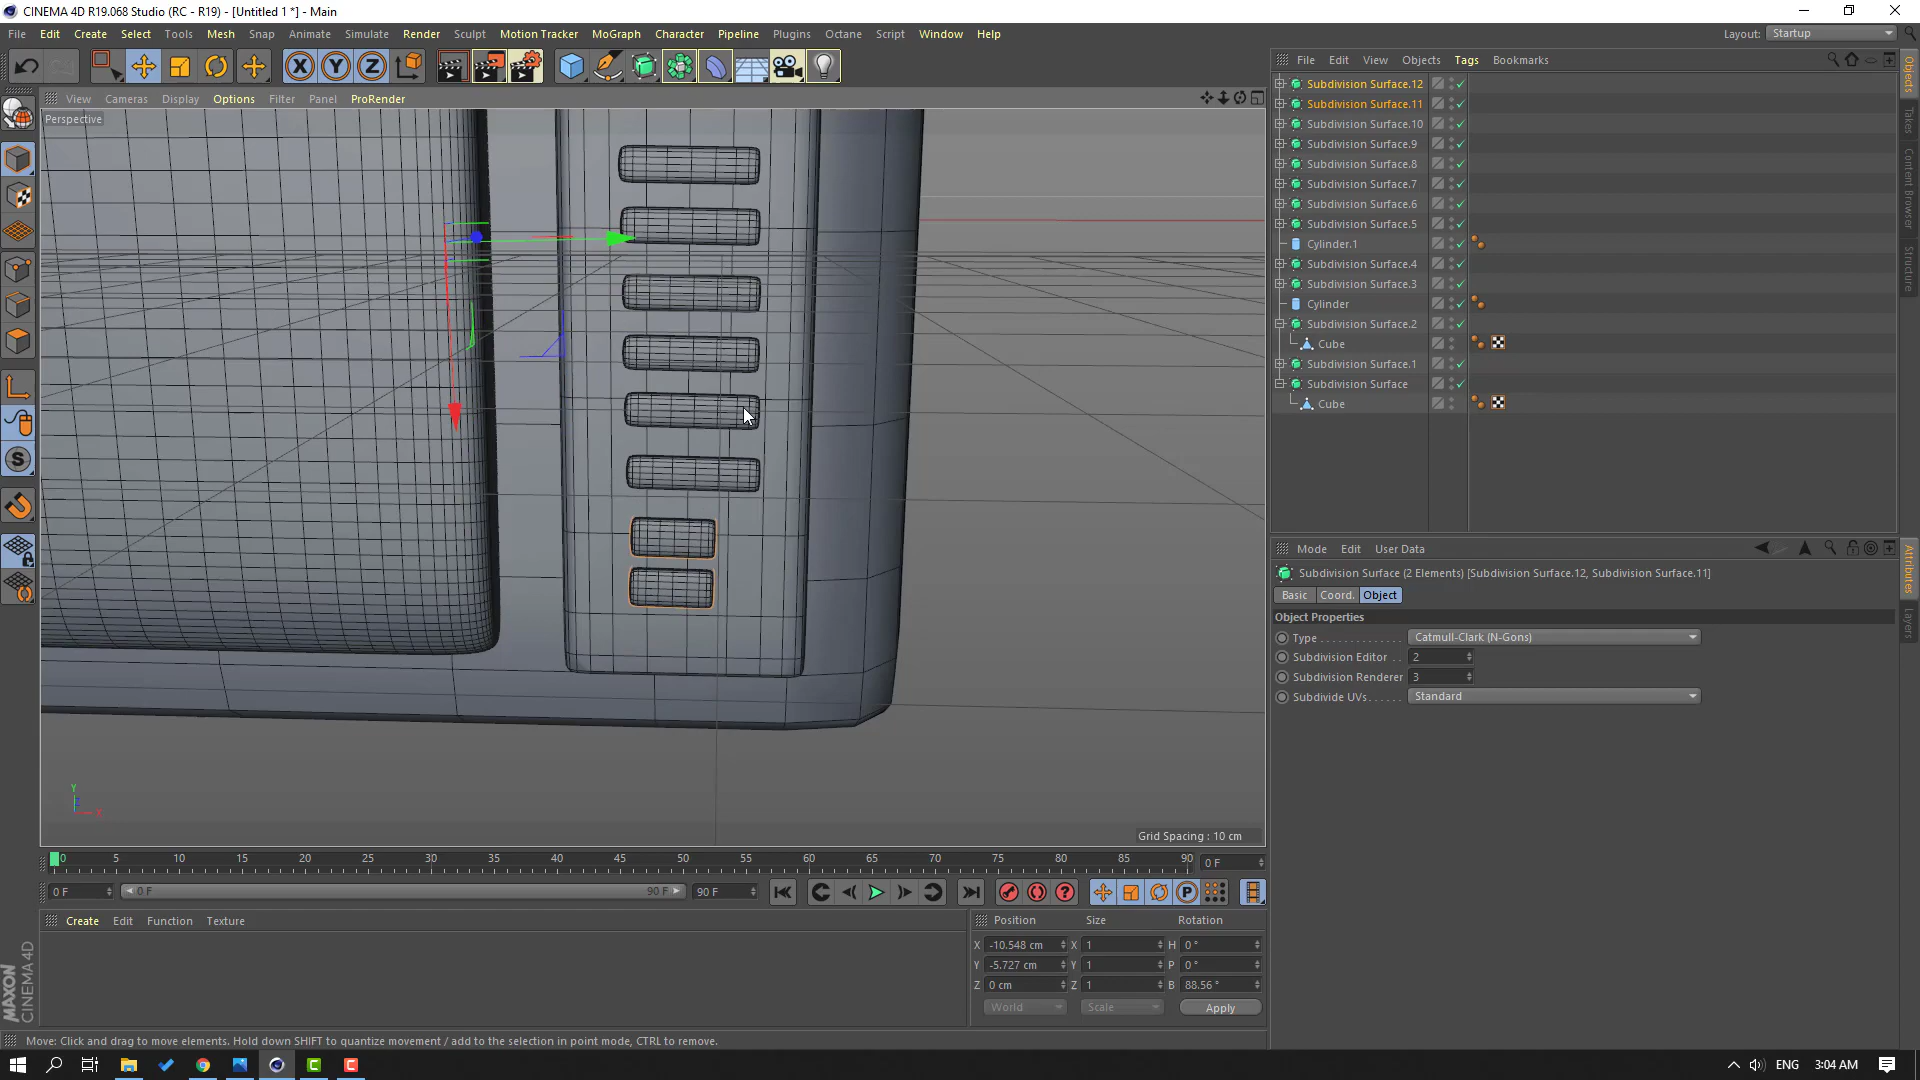 CINEMA 4D R19.068 Studio (RC - R19) - [Untitled 1 *] - Main
File Edit Create Select Tools Mesh Snap Animate Simulate Render Sculpt Motion Tracker MoGraph Character Pipeline Plugins Octane Script Window Help
Layout: Startup
View Cameras Display Options Filter Panel ProRender
File Edit View Objects Tags Bookmarks
Perspective
Subdivision Surface.12
Subdivision Surface.11
Subdivision Surface.10
Subdivision Surface.9
Subdivision Surface.8
Subdivision Surface.7
Subdivision Surface.6
Subdivision Surface.5
Cylinder.1
Subdivision Surface.4
Subdivision Surface.3
Cylinder
Subdivision Surface.2
Cube
Subdivision Surface.1
Subdivision Surface
Cube
Objects
Takes
Content Browser
Structure
Mode Edit User Data
Subdivision Surface (2 Elements) [Subdivision Surface.12, Subdivision Surface.11]
Basic Coord. Object
Object Properties
Type Catmull-Clark (N-Gons)
Subdivision Editor 2
Subdivision Renderer 3
Subdivide UVs Standard
Attributes
Layers
Y
Z
X
Grid Spacing : 10 cm
0 5 10 15 20 25 30 35 40 45 50 55 60 65 70 75 80 85 90 0 F
0 F 0 F 90 F 90 F
Create Edit Function Texture
Position Size Rotation
X -10.548 cm X 1 H 0 °
Y -5.727 cm Y 1 P 0 °
Z 0 cm Z 1 B 88.56 °
World Scale Apply
MAXON
CINEMA 4D
Move: Click and drag to move elements. Hold down SHIFT to quantize movement / add to the selection in point mode, CTRL to remove.
ENG 3:04 AM